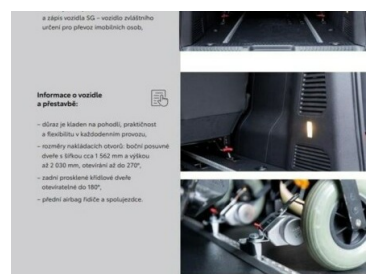 a zápis vozidla SG – vozidlo zvláštního
určení pro převoz imobilních osob,
Informace o vozidle
a přestavbě:
– důraz je kladen na pohodlí, praktičnost
a flexibilitu v každodenním provozu,
– rozměry nakládacích otvorů: boční posuvné
dveře s šířkou cca 1 562 mm a výškou
až 2 030 mm, otevírání až do 270°,
– zadní prosklené křídlové dveře
otevíratelné do 180°,
– přední airbag řidiče a spolujezdce.